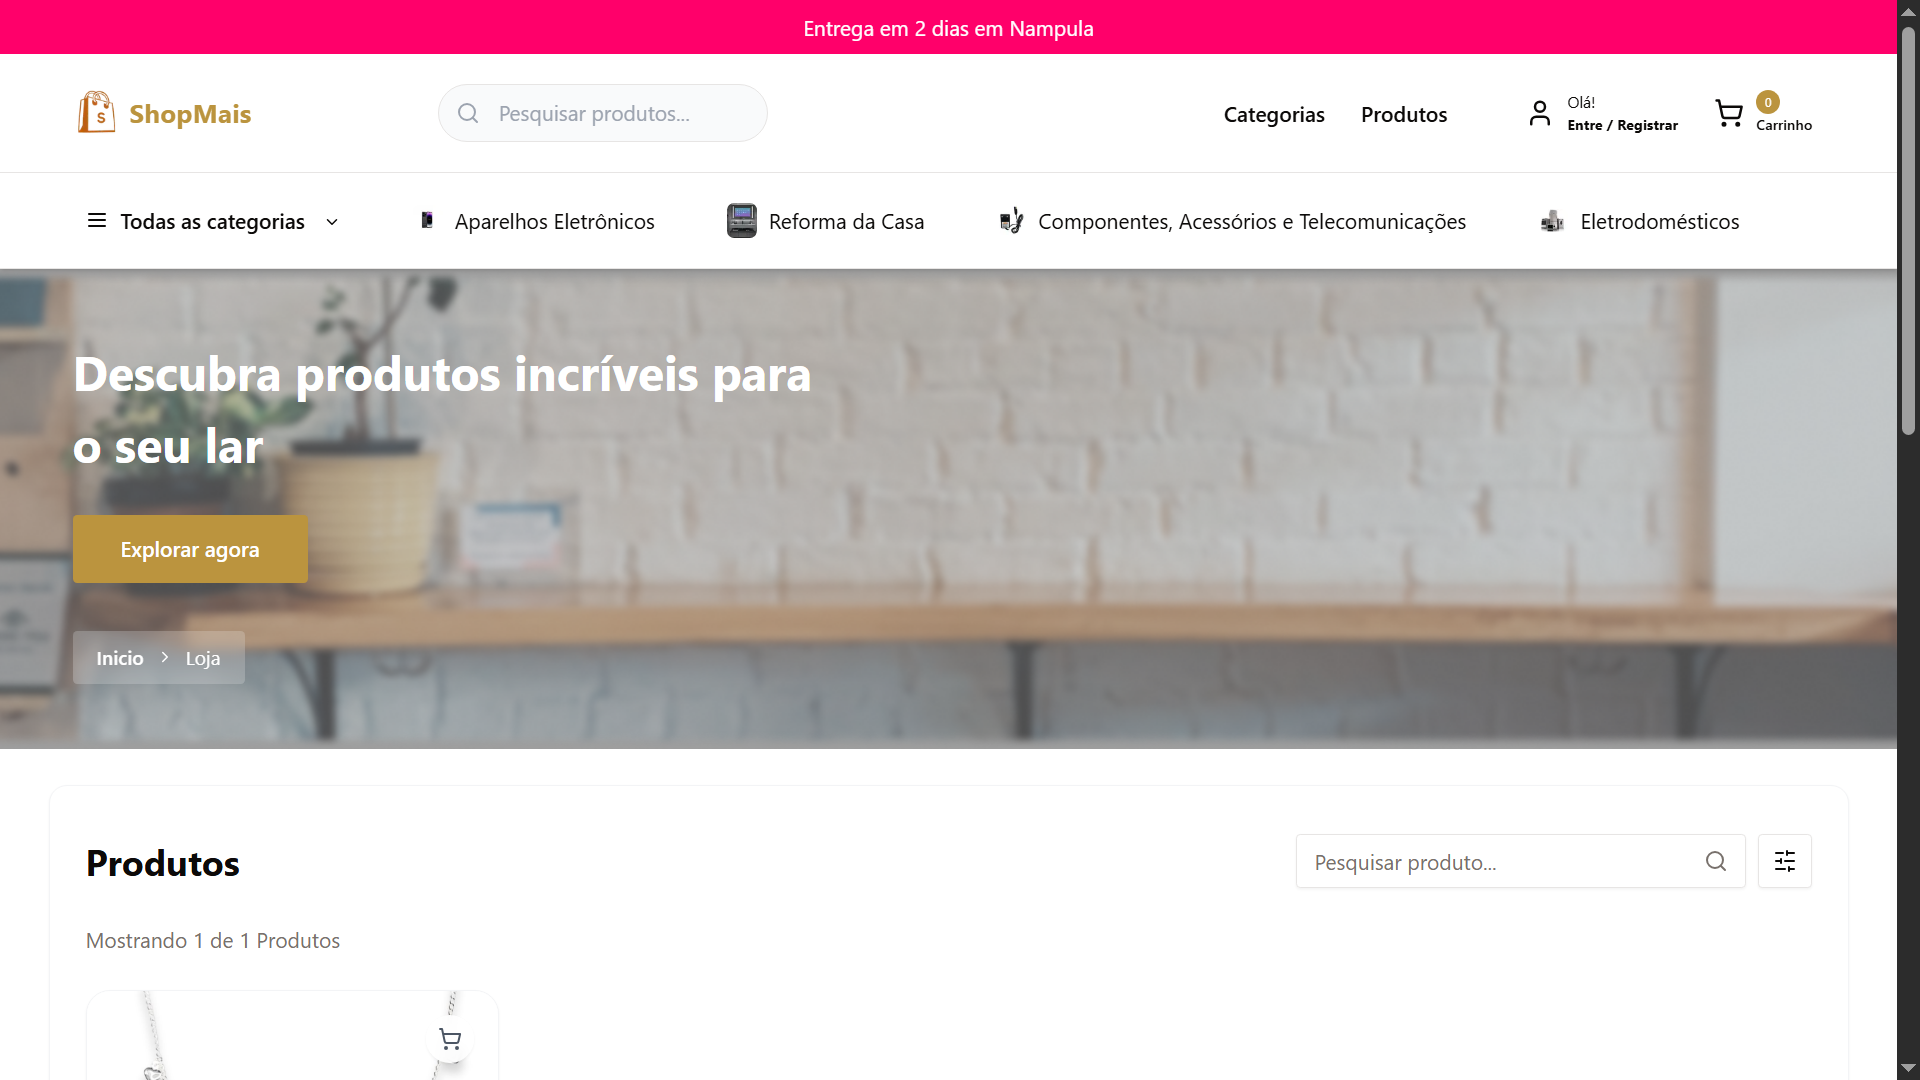 Entrega em 2 dias em Nampula
S
ShopMais
Pesquisar produtos...
Categorias
Produtos
Olá!
Entre / Registrar
0
Carrinho
Todas as categorias
Aparelhos Eletrônicos
Reforma da Casa
Componentes, Acessórios e Telecomunicações
Eletrodomésticos
Descubra produtos incríveis para
o seu lar
Explorar agora
Inicio
Loja
Produtos
Pesquisar produto...
Mostrando 1 de 1 Produtos